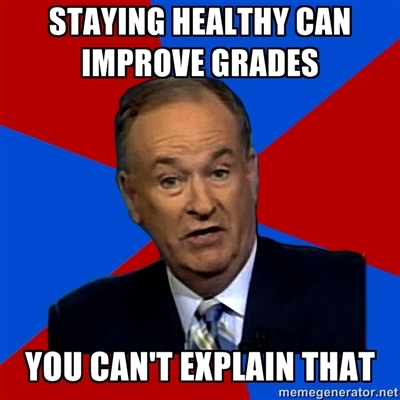 STAYING HEALTHY CAN
IMPROVE GRADES
YOU CAN'T EXPLAIN THAT
memegenerator.net